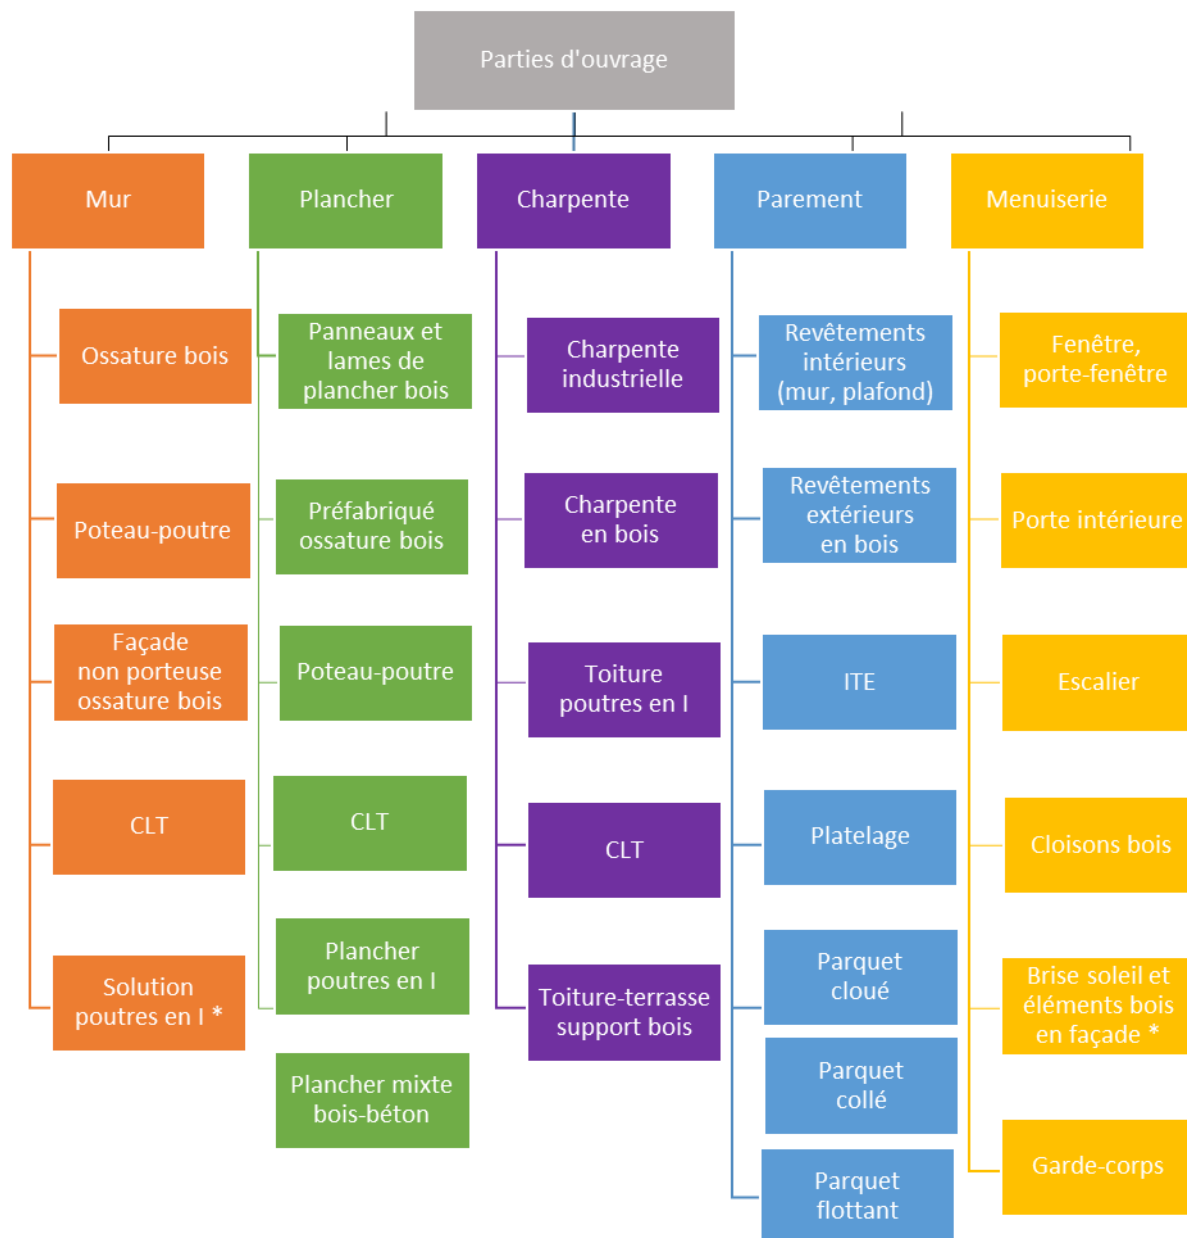 Parties d'ouvrage
Mur
Plancher
Charpente
Parement
Menuiserie
Ossature bois
Poteau-poutre
Façade
non porteuse
ossature bois
CLT
Solution
poutres en I *
Panneaux et
lames de
plancher bois
Préfabriqué
ossature bois
Poteau-poutre
CLT
Plancher
poutres en I
Plancher mixte
bois-béton
Charpente
industrielle
Charpente
en bois
Toiture
poutres en I
CLT
Toiture-terrasse
support bois
Revêtements
intérieurs
(mur, plafond)
Revêtements
extérieurs
en bois
ITE
Platelage
Parquet
cloué
Parquet
collé
Parquet
flottant
Fenêtre,
porte-fenêtre
Porte intérieure
Escalier
Cloisons bois
Brise soleil et
éléments bois
en façade *
Garde-corps